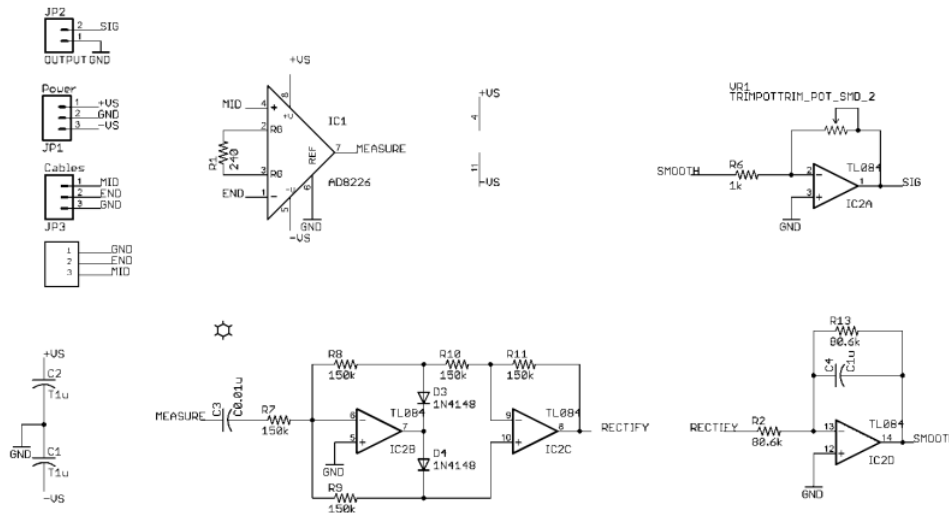 JP2
2 SIG
1
OUTPUT GND
Power
1 +VS
2 GND
3 -VS
JP1
Cables
1 MID
2 END
3 GND
JP3
1 GND
2 END
3 MID
+VS
8
+U
MID 4 +
2 RG
IC1
R1
240
REF
7 MEASURE
3 RG
END 1 -
-U
AD8226
5
6
GND
-VS
+VS
4
11
-VS
VR1
TRIMPOTTRIM_POT_SMD_2
SMOOTH
R6
1k
2
3
TL084
1
SIG
IC2A
GND
+VS
C2
T1u
GND
C1
T1u
-VS
MEASURE
C3
C0.01u
R7
150k
R8
150k
R10
150k
R11
150k
D3
1N4148
6
5
TL084
7
IC2B
GND
D4
1N4148
R9
150k
9
10
TL084
8
RECTIFY
IC2C
R13
80.6k
C4
C1u
RECTIFY
R2
80.6k
13
12
TL084
14
SMOOT
IC2D
GND